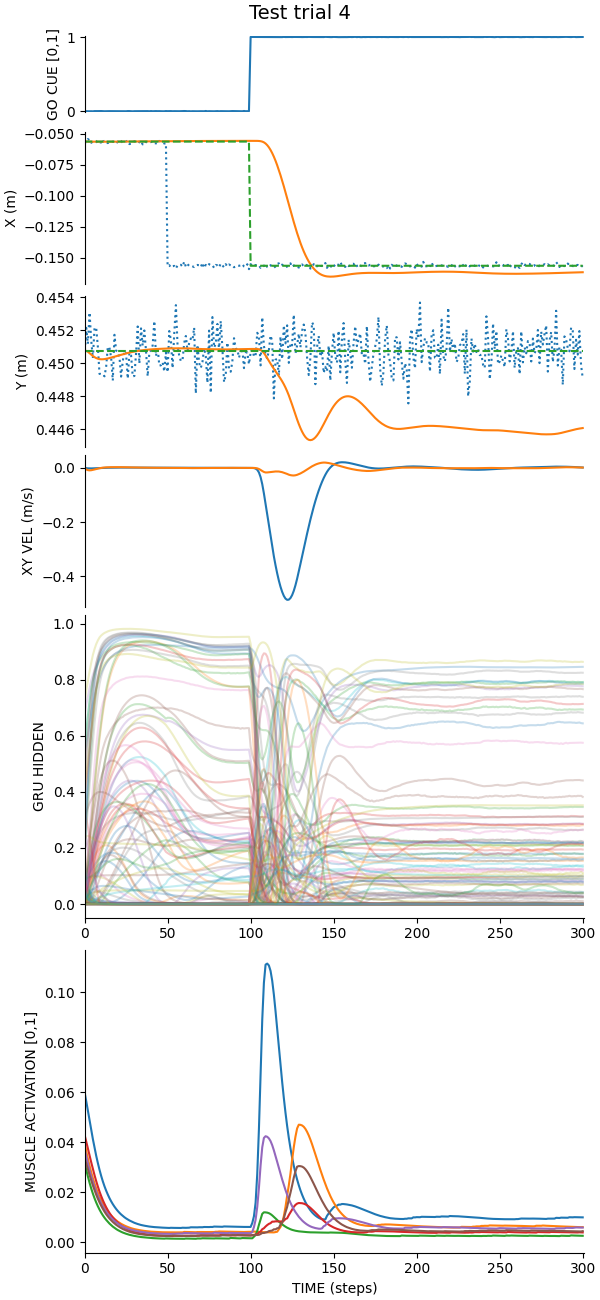 Test trial 4
GO CUE [0,1]
1
0
X (m)
−0.050
−0.075
−0.100
−0.125
−0.150
Y (m)
0.454
0.452
0.450
0.448
0.446
XY VEL (m/s)
0.0
−0.2
−0.4
GRU HIDDEN
1.0
0.8
0.6
0.4
0.2
0.0
0 50 100 150 200 250 300
MUSCLE ACTIVATION [0,1]
0.10
0.08
0.06
0.04
0.02
0.00
0 50 100 150 200 250 300
TIME (steps)